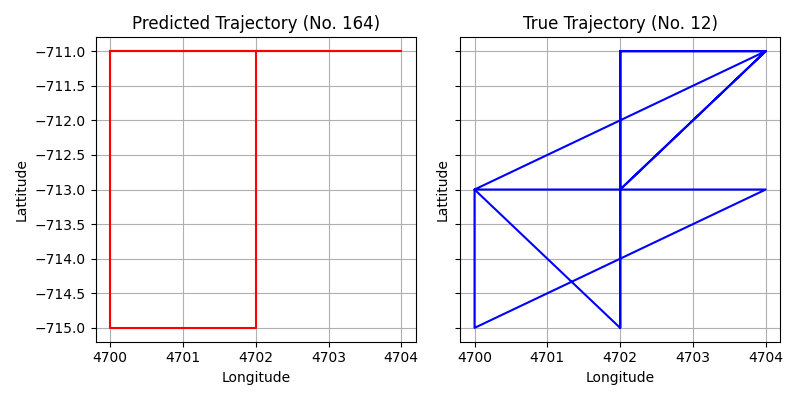 Predicted Trajectory (No. 164)
True Trajectory (No. 12)
−711.0
−711.5
−712.0
−712.5
−713.0
−713.5
−714.0
−714.5
−715.0
Lattitude
Lattitude
4700 4701 4702 4703 4704
4700 4701 4702 4703 4704
Longitude
Longitude